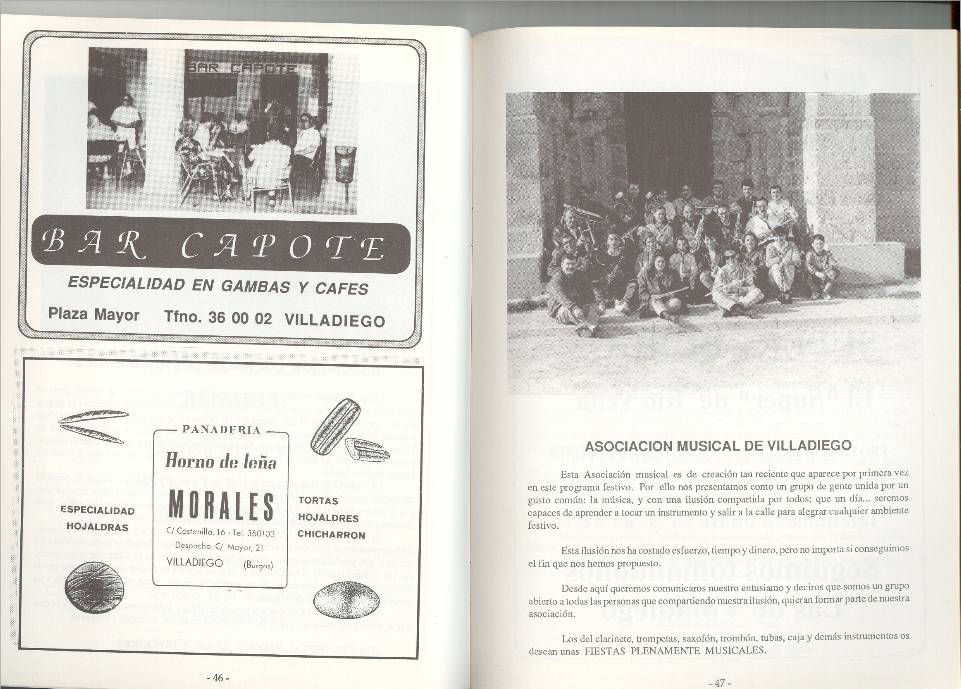 BAR CAPOTE
BAR CAPOTE
ESPECIALIDAD EN GAMBAS Y CAFES
Plaza Mayor Tfno. 36 00 02 VILLADIEGO
PANADERIA
Horno de leña
MORALES
C/ Costanilla, 16 - Tel. 360103
Despacho. C/ Mayor, 21
VILLADIEGO (Burgos)
ESPECIALIDAD
HOJALDRAS
TORTAS
HOJALDRES
CHICHARRON
- 46 -
ASOCIACION MUSICAL DE VILLADIEGO
Esta Asociación musical es de creación tan reciente que aparece por primera vez
en este programa festivo. Por ello nos presentamos como un grupo de gente unida por un
gusto común: la música, y con una ilusión compartida por todos; que un día... seremos
capaces de aprender a tocar un instrumento y salir a la calle para alegrar cualquier ambiente
festivo.
Esta ilusión nos ha costado esfuerzo, tiempo y dinero, pero no importa si conseguimos
el fin que nos hemos propuesto.
Desde aquí queremos comunicaros nuestro entusiamo y deciros que somos un grupo
abierto a todas las personas que compartiendo nuestra ilusión, quieran formar parte de nuestra
asociación.
Los del clarinete, trompetas, saxofón, trombón, tubas, caja y demás instrumentos os
desean unas FIESTAS PLENAMENTE MUSICALES.
- 47 -